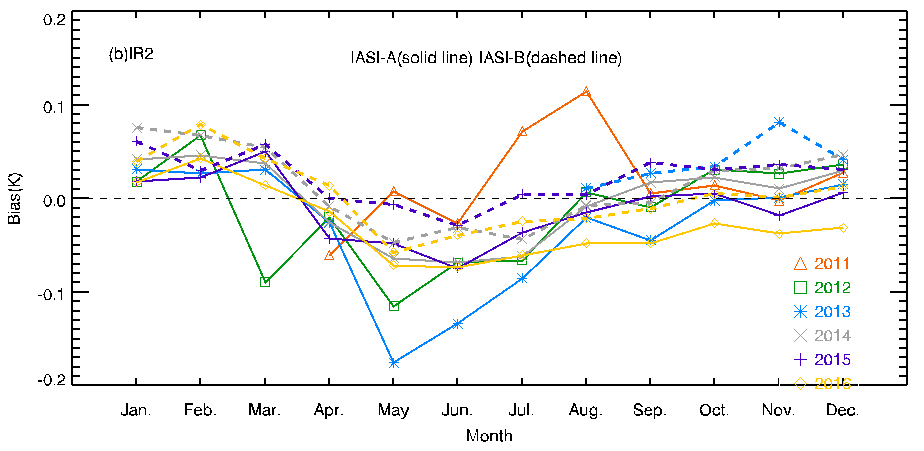 0.2
(b)IR2
IASI-A(solid line) IASI-B(dashed line)
0.1
Bias(K)
0.0
-0.1
-0.2
2011
2012
2013
2014
2015
2016
Jan. Feb. Mar. Apr. May Jun. Jul. Aug. Sep. Oct. Nov. Dec.
Month